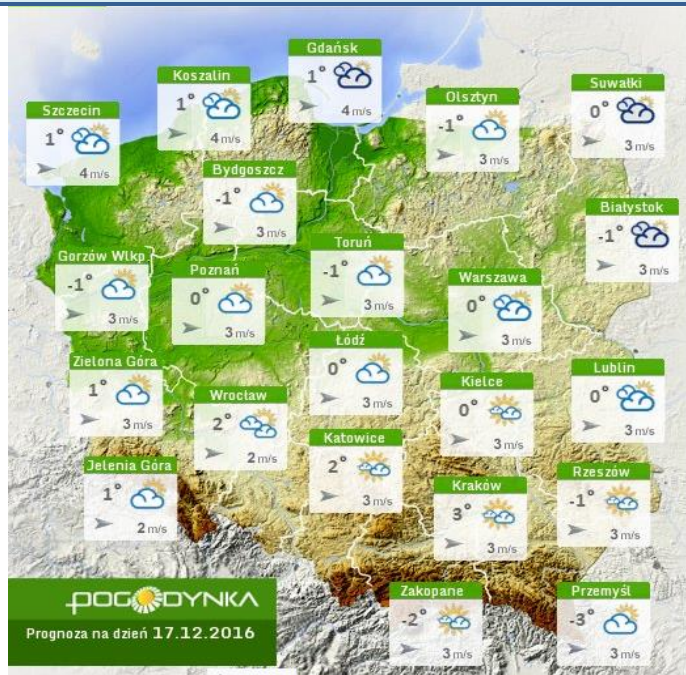 Gdańsk
1°
4 m/s
Koszalin
1°
4 m/s
Suwałki
0°
3 m/s
Olsztyn
-1°
3 m/s
Szczecin
1°
4 m/s
Bydgoszcz
-1°
3 m/s
Białystok
-1°
3 m/s
Toruń
-1°
3 m/s
Gorzów Wlkp
-1°
3 m/s
Poznań
0°
3 m/s
Warszawa
0°
3 m/s
Łódź
0°
3 m/s
Zielona Góra
1°
3 m/s
Lublin
0°
3 m/s
Kielce
0°
3 m/s
Wrocław
2°
2 m/s
Katowice
2°
3 m/s
Jelenia Góra
1°
2 m/s
Rzeszów
-1°
3 m/s
Kraków
3°
3 m/s
Zakopane
-2°
3 m/s
Przemyśl
-3°
3 m/s
POGODYNKA
Prognoza na dzień 17.12.2016